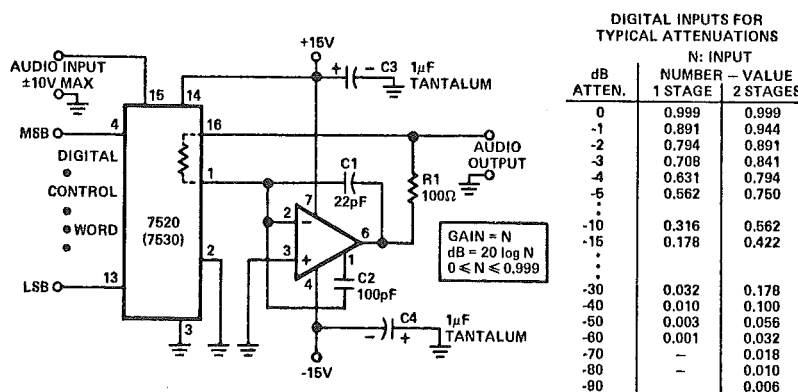 DIGITAL INPUTS FOR
TYPICAL ATTENUATIONS
N: INPUT
dB NUMBER – VALUE
ATTEN. 1 STAGE 2 STAGES
0 0.999 0.999
-1 0.891 0.944
-2 0.794 0.891
-3 0.708 0.841
-4 0.631 0.794
-5 0.562 0.750
-10 0.316 0.562
-15 0.178 0.422
-30 0.032 0.178
-40 0.010 0.100
-50 0.003 0.056
-60 0.001 0.032
-70 – 0.018
-80 – 0.010
-90 0.006
+15V
+ – C3
1µF
TANTALUM
AUDIO INPUT
±10V MAX
15
14
MSB
4
16
DIGITAL
CONTROL
WORD
1
7520
(7530)
2
LSB
13
3
C1
22pF
R1
100Ω
AUDIO
OUTPUT
7
2
–
6
3
+
1
4
C2
100pF
GAIN = N
dB = 20 log N
0 ≤ N ≤ 0.999
C4
– +
1µF
TANTALUM
-15V